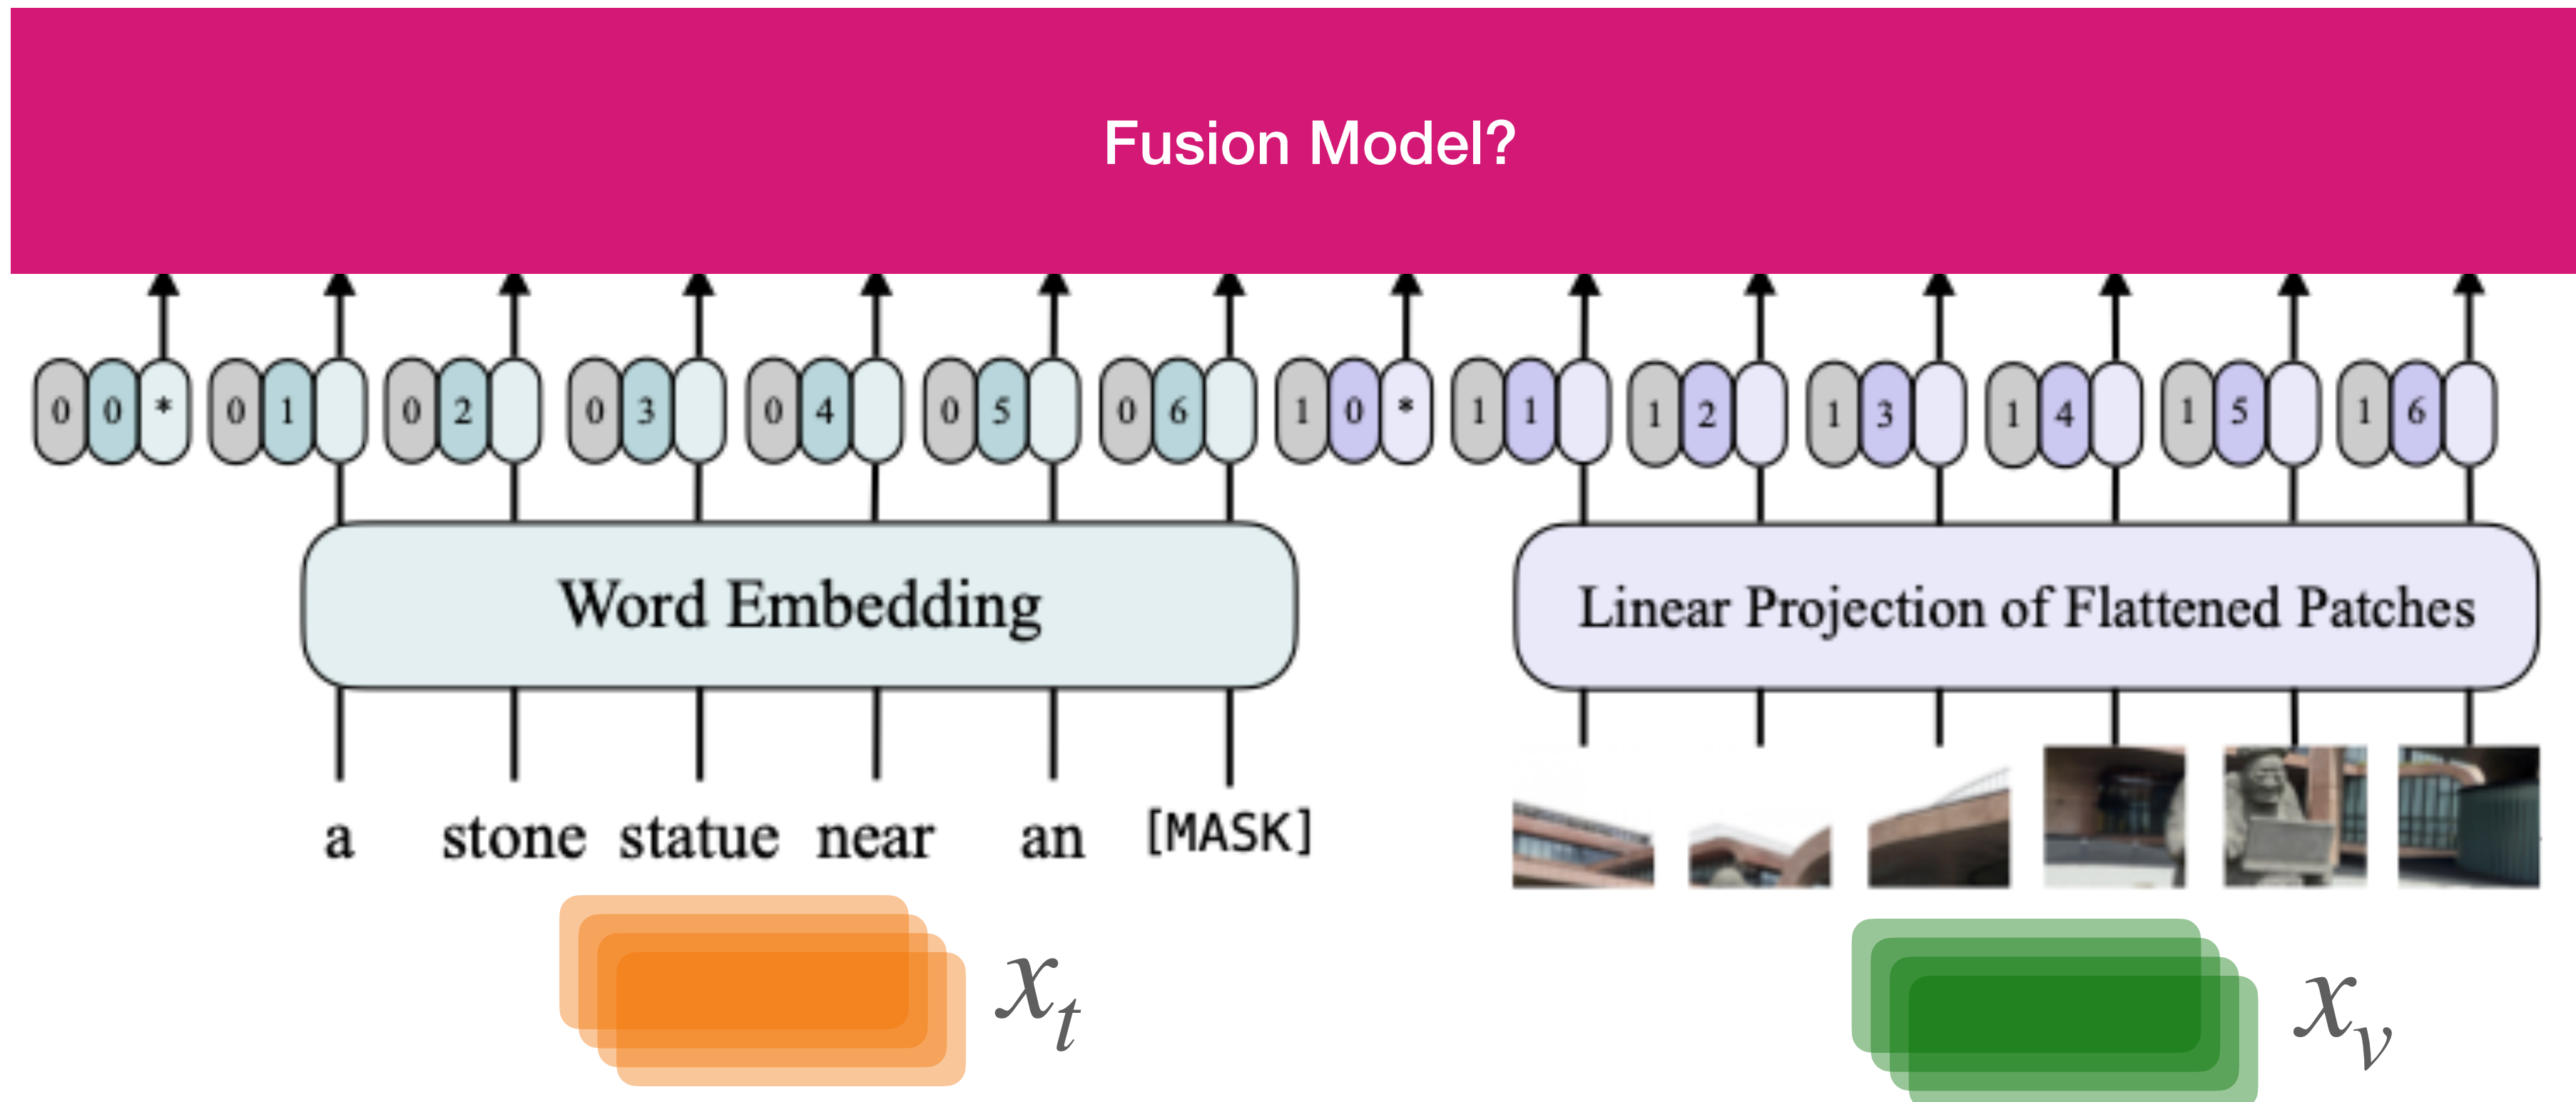 Fusion Model?
0 0 * 0 1 0 2 0 3 0 4 0 5 0 6 1 0 * 1 1 1 2 1 3 1 4 1 5 1 6
Word Embedding
Linear Projection of Flattened Patches
a stone statue near an [MASK]
x_t
x_v